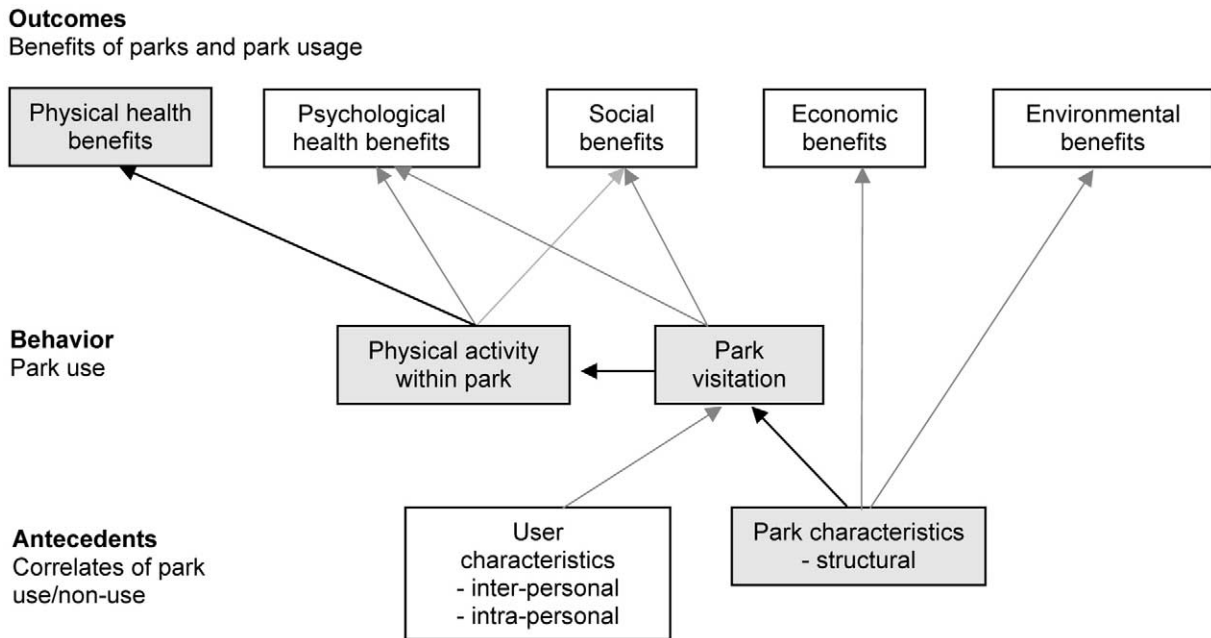 Outcomes
Benefits of parks and park usage
Physical health
benefits
Psychological
health benefits
Social
benefits
Economic
benefits
Environmental
benefits
Behavior
Park use
Physical activity
within park
Park
visitation
Antecedents
Correlates of park
use/non-use
User
characteristics
- inter-personal
- intra-personal
Park characteristics
- structural